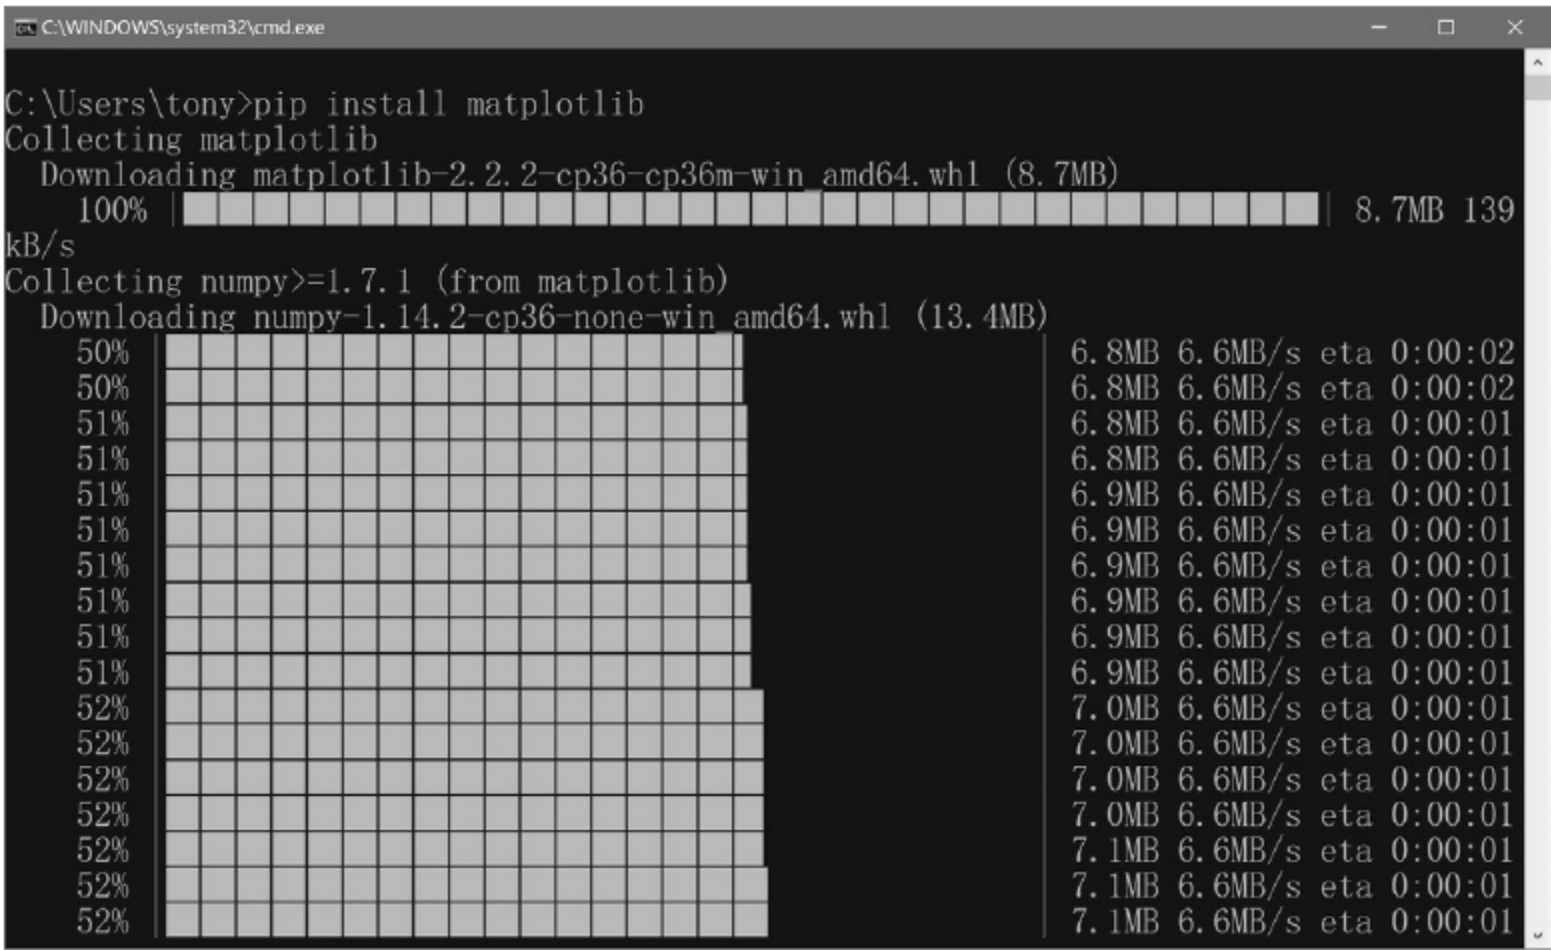 C:\WINDOWS\system32\cmd.exe
C:\Users\tony>pip install matplotlib
Collecting matplotlib
Downloading matplotlib-2.2.2-cp36-cp36m-win_amd64.whl (8.7MB)
100% 8.7MB 139
kB/s
Collecting numpy>=1.7.1 (from matplotlib)
Downloading numpy-1.14.2-cp36-none-win_amd64.whl (13.4MB)
50% 6.8MB 6.6MB/s eta 0:00:02
50% 6.8MB 6.6MB/s eta 0:00:02
51% 6.8MB 6.6MB/s eta 0:00:01
51% 6.8MB 6.6MB/s eta 0:00:01
51% 6.9MB 6.6MB/s eta 0:00:01
51% 6.9MB 6.6MB/s eta 0:00:01
51% 6.9MB 6.6MB/s eta 0:00:01
51% 6.9MB 6.6MB/s eta 0:00:01
51% 6.9MB 6.6MB/s eta 0:00:01
51% 6.9MB 6.6MB/s eta 0:00:01
52% 7.0MB 6.6MB/s eta 0:00:01
52% 7.0MB 6.6MB/s eta 0:00:01
52% 7.0MB 6.6MB/s eta 0:00:01
52% 7.0MB 6.6MB/s eta 0:00:01
52% 7.1MB 6.6MB/s eta 0:00:01
52% 7.1MB 6.6MB/s eta 0:00:01
52% 7.1MB 6.6MB/s eta 0:00:01